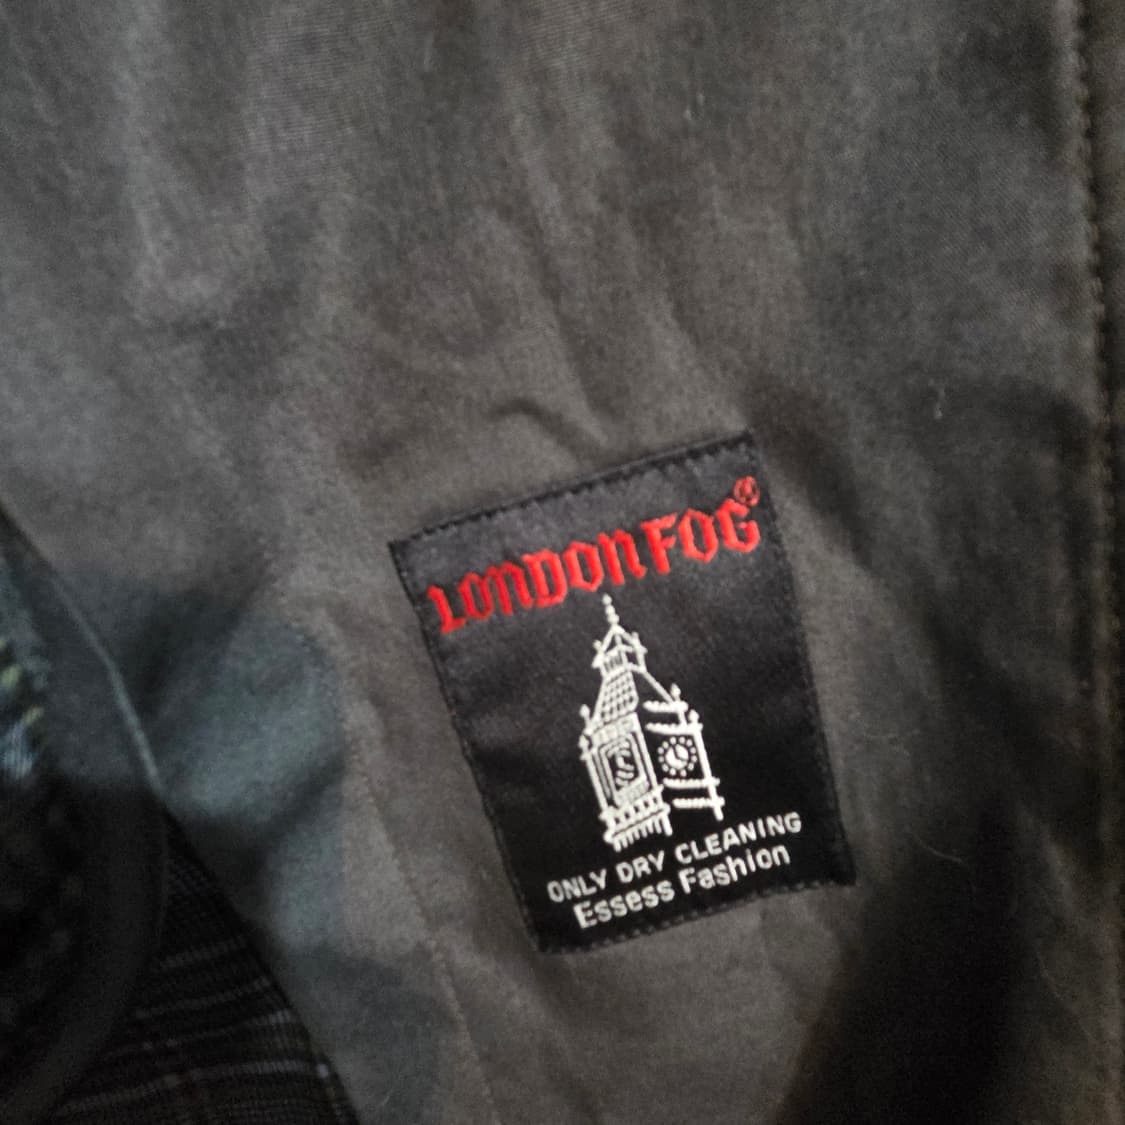 LONDON FOG®
ONLY DRY CLEANING
Essess Fashion